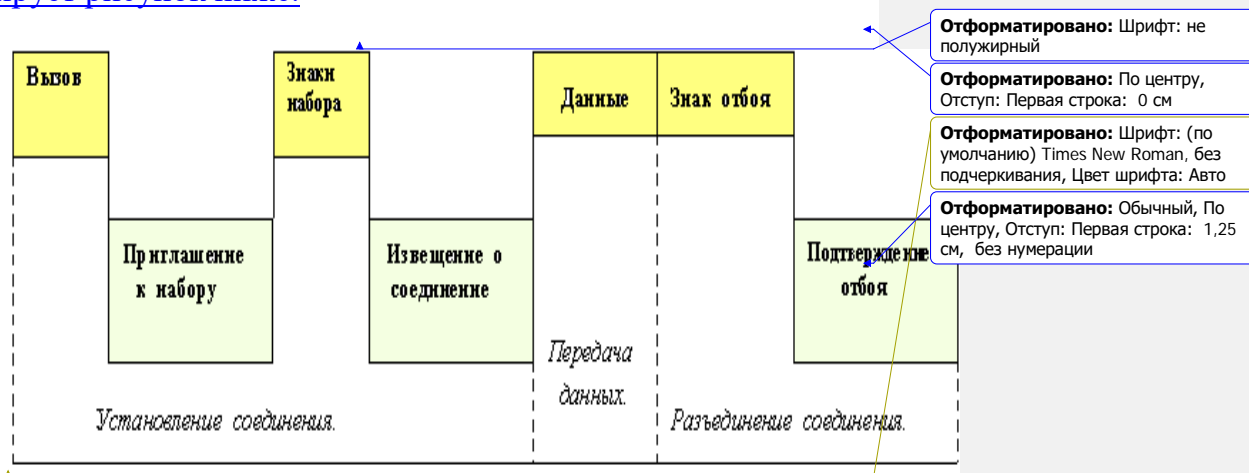 Вызов
Знаки
набора
Данные
Знак отбоя
Приглашение
к набору
Извещение о
соединение
Подтверждение
отбоя
Передача
данных.
Установление соединения.
Разъединение соединения.
Отформатировано: Шрифт: не
полужирный
Отформатировано: По центру,
Отступ: Первая строка: 0 см
Отформатировано: Шрифт: (по
умолчанию) Times New Roman, без
подчеркивания, Цвет шрифта: Авто
Отформатировано: Обычный, По
центру, Отступ: Первая строка: 1,25
см, без нумерации